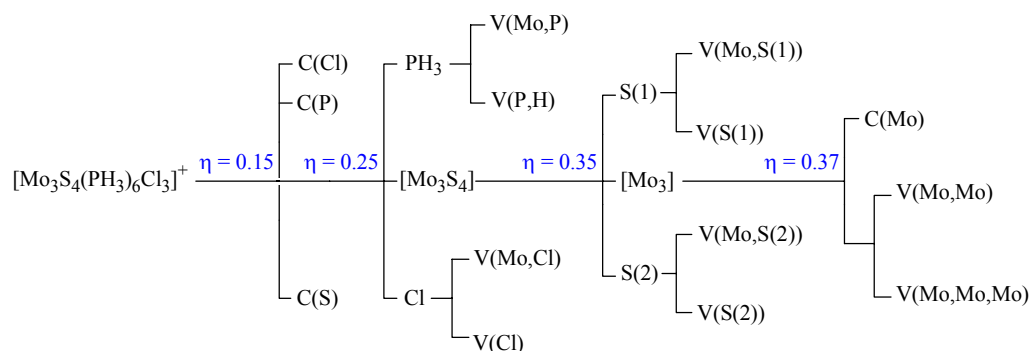 V(Mo,P)
C(Cl)
PH₃
V(Mo,S(1))
C(P)
V(P,H)
S(1)
C(Mo)
V(S(1))
η = 0.15
η = 0.25
η = 0.35
η = 0.37
[Mo₃S₄(PH₃)₆Cl₃]⁺
[Mo₃S₄]
[Mo₃]
V(Mo,Mo)
V(Mo,S(2))
V(Mo,Cl)
S(2)
C(S)
Cl
V(Mo,Mo,Mo)
V(S(2))
V(Cl)